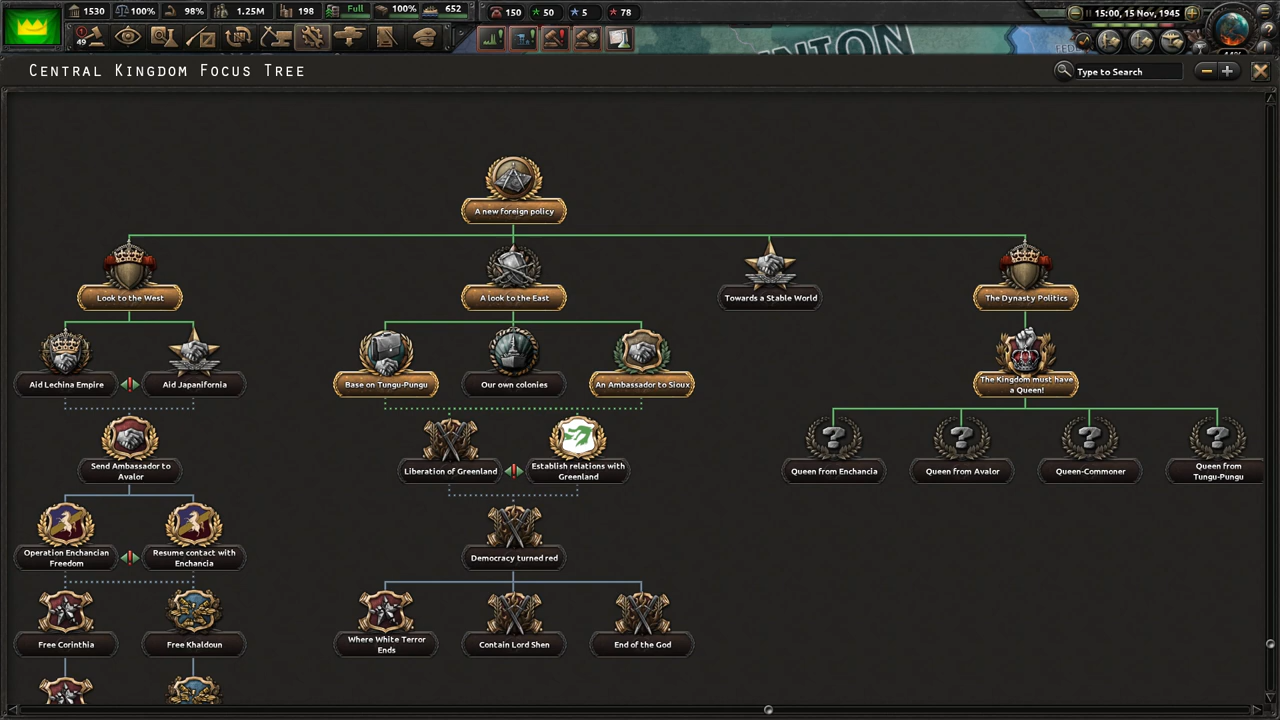 1530 100% 98% 1.25M 198 Full 100% 652 150 50 5 78 15:00, 15 Nov, 1945
49
Central Kingdom Focus Tree
Type to Search
A new foreign policy
Look to the West
A look to the East
Towards a Stable World
The Dynasty Politics
Aid Lechina Empire
Aid Japanifornia
Base on Tungu-Pungu
Our own colonies
An Ambassador to Sioux
The Kingdom must have
a Queen!
Send Ambassador to
Avalor
Liberation of Greenland
Establish relations with
Greenland
Queen from Enchancia
Queen from Avalor
Queen-Commoner
Queen from
Tungu-Pungu
Operation Enchancian
Freedom
Resume contact with
Enchancia
Democracy turned red
Free Corinthia
Free Khaldoun
Where White Terror
Ends
Contain Lord Shen
End of the God